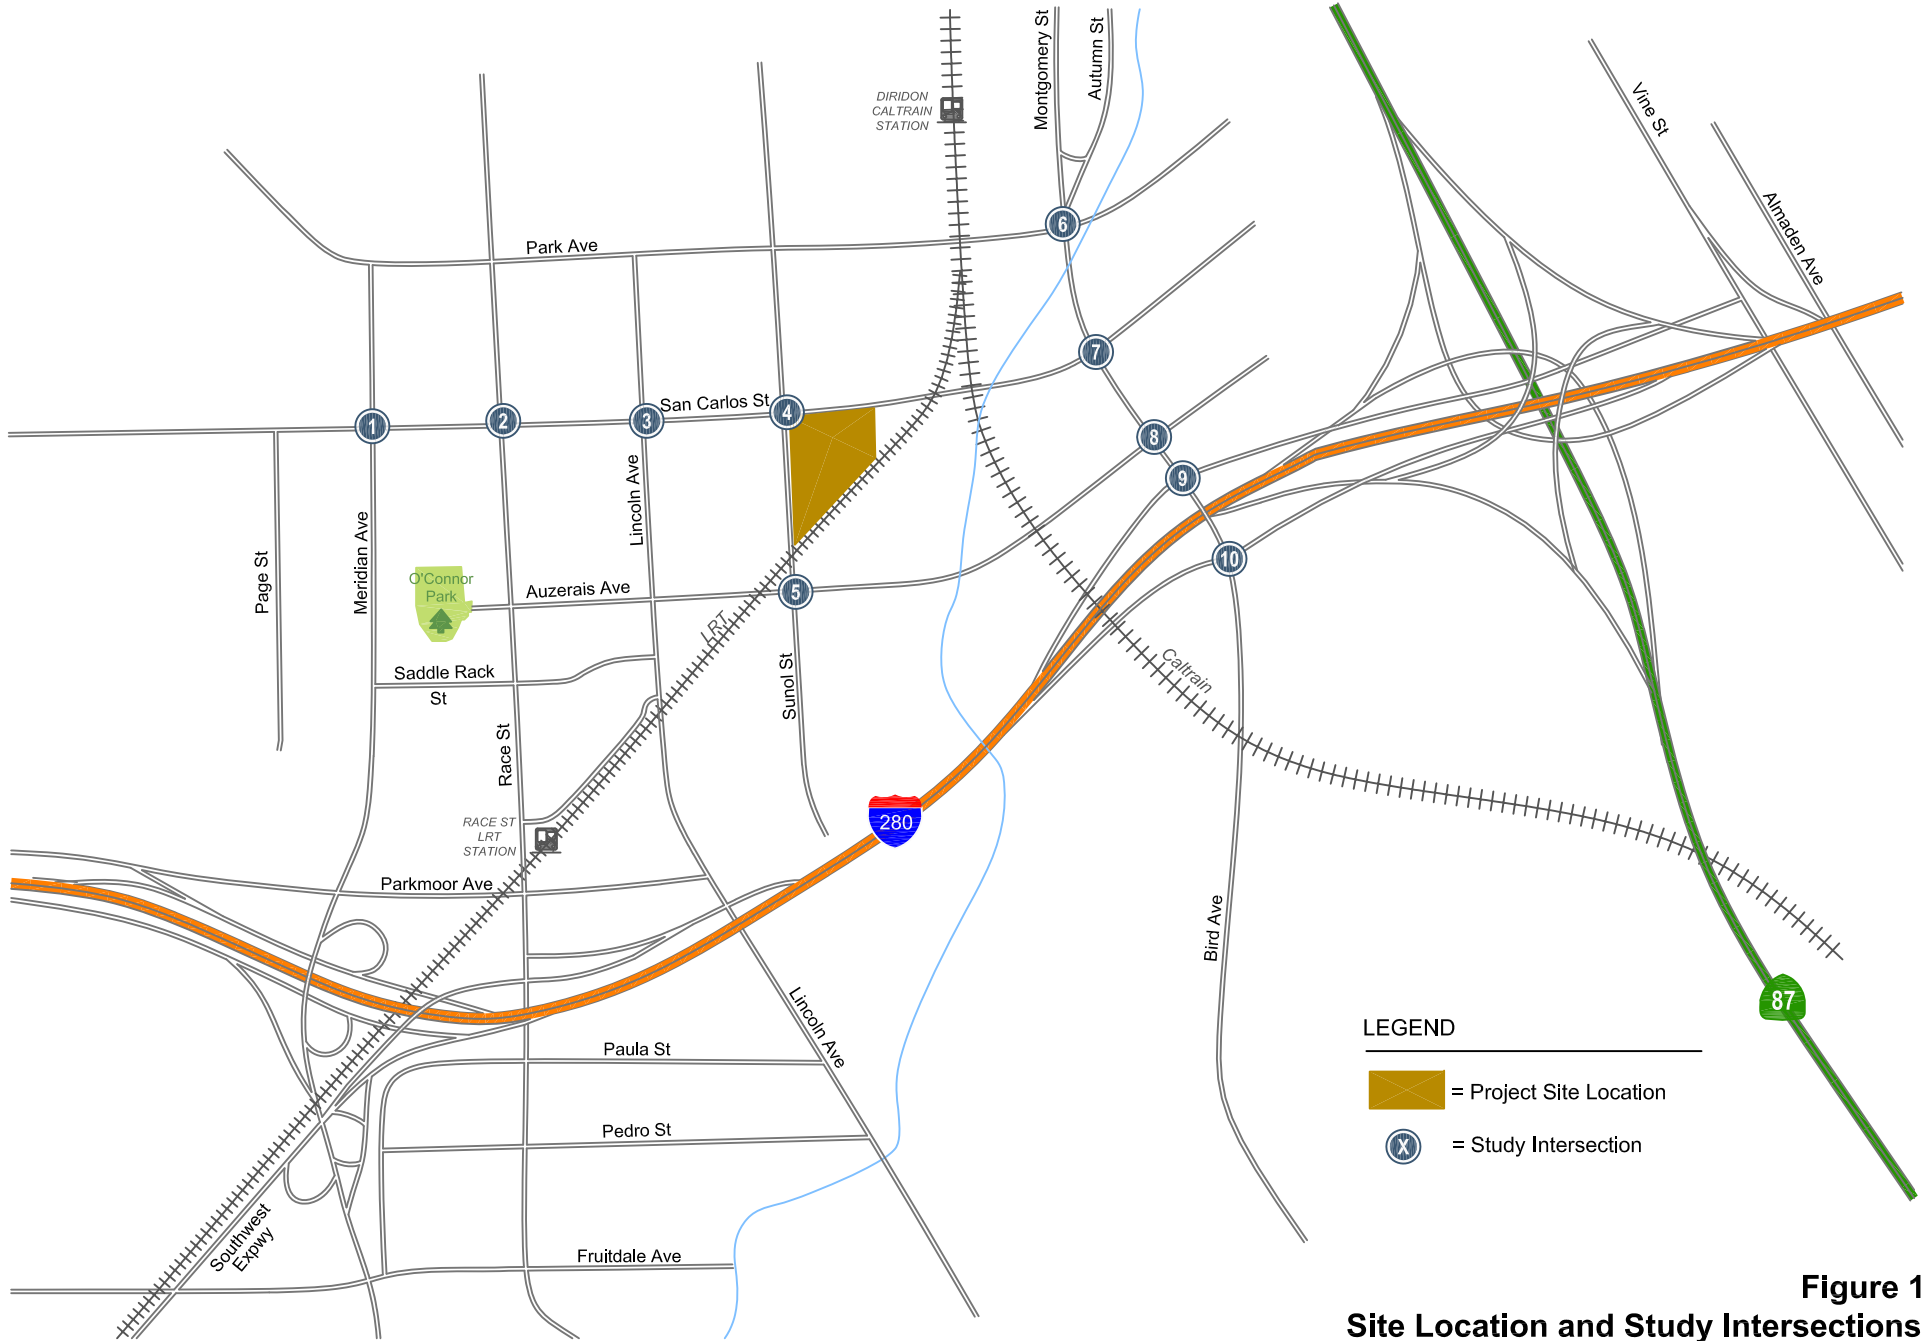 Montgomery St
Autumn St
DIRIDON
CALTRAIN
STATION
Vine St
Almaden Ave
6
Park Ave
7
San Carlos St
1
2
3
4
8
9
10
Page St
Meridian Ave
Lincoln Ave
O'Connor
Park
Auzerais Ave
5
LRT
Saddle Rack
St
Sunol St
Caltrain
Race St
RACE ST
LRT
STATION
280
Parkmoor Ave
Bird Ave
87
Lincoln Ave
LEGEND
Paula St
= Project Site Location
Pedro St
X
= Study Intersection
Southwest
Expwy
Fruitdale Ave
Figure 1
Site Location and Study Intersections